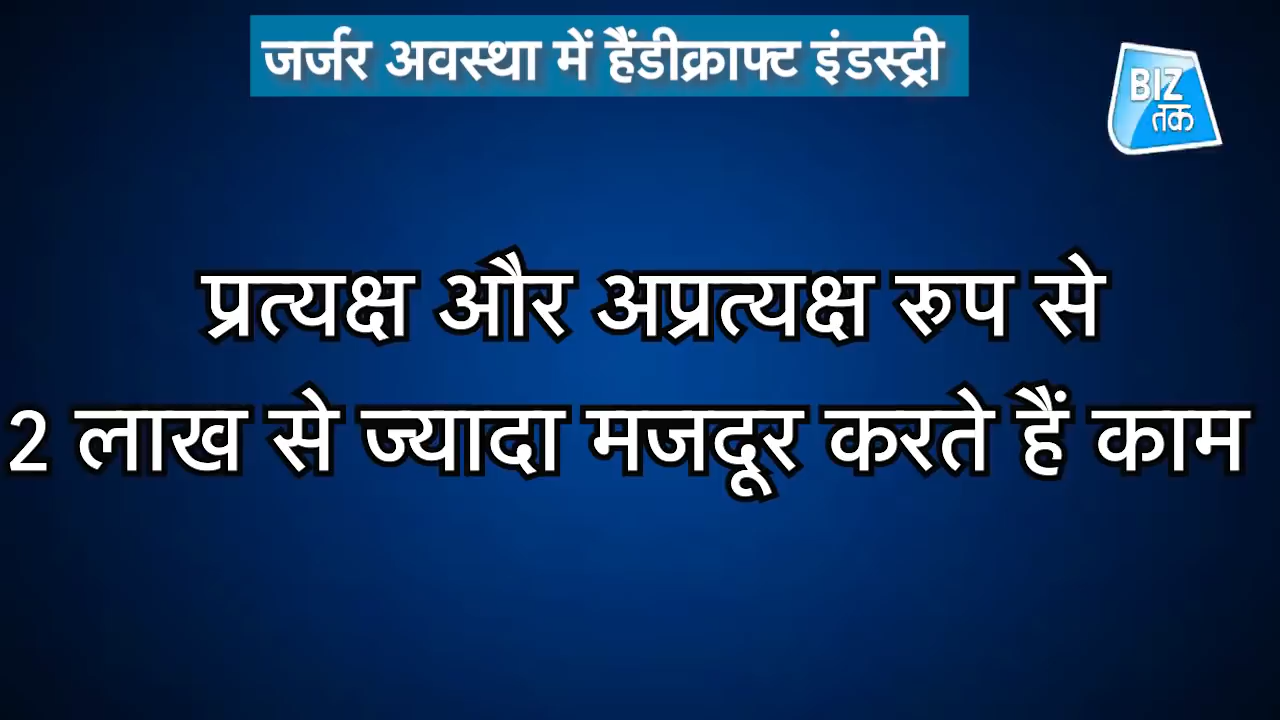 जर्जर अवस्था में हैंडीक्राफ्ट इंडस्ट्री
BIZ
तक
प्रत्यक्ष और अप्रत्यक्ष रूप से
2 लाख से ज्यादा मजदूर करते हैं काम